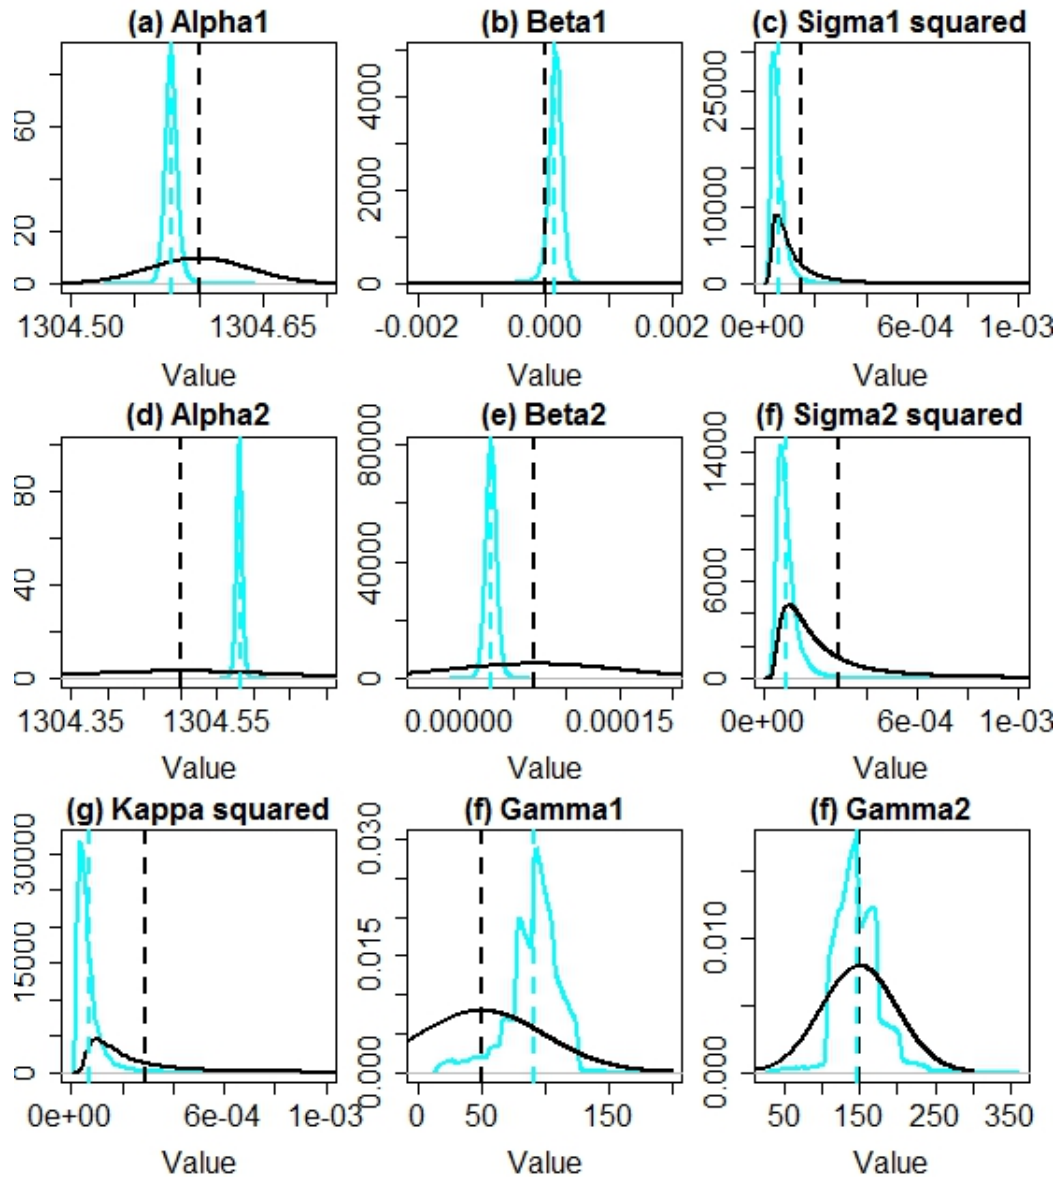 (a) Alpha1
(b) Beta1
(c) Sigma1 squared
0 20 60
0 2000 4000
0 10000 25000
1304.50 1304.65
-0.002 0.000 0.002
0e+00 6e-04 1e-03
Value
Value
Value
(d) Alpha2
(e) Beta2
(f) Sigma2 squared
0 40 80
0 40000 80000
0 6000 14000
1304.35 1304.55
0.00000 0.00015
0e+00 6e-04 1e-03
Value
Value
Value
(g) Kappa squared
(f) Gamma1
(f) Gamma2
0 15000 30000
0.000 0.015 0.030
0.000 0.010
0e+00 6e-04 1e-03
0 50 150
50 150 250 350
Value
Value
Value